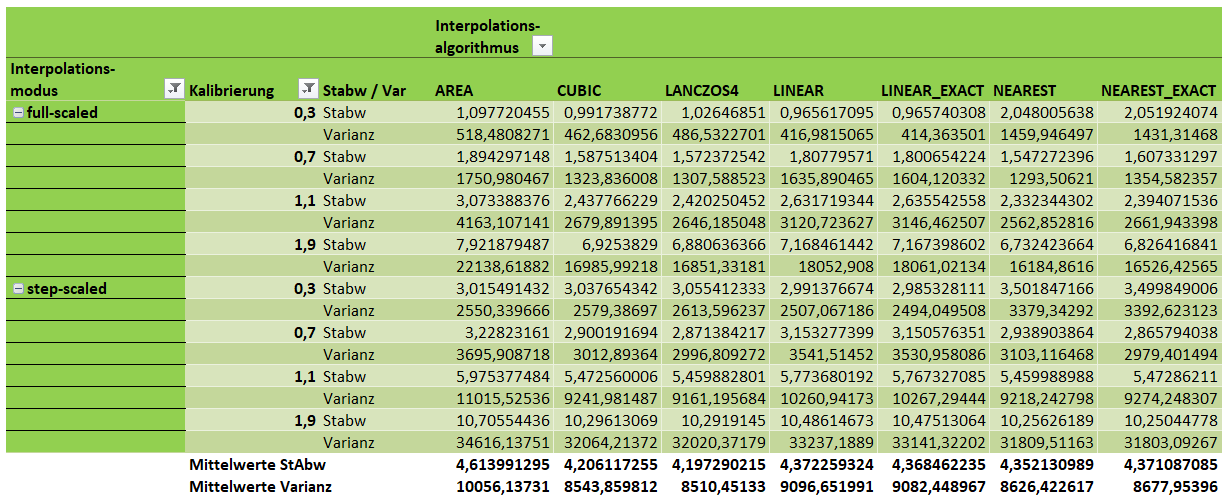 Interpolations-
algorithmus
Interpolations-
modus Kalibrierung Stabw / Var AREA CUBIC LANCZOS4 LINEAR LINEAR_EXACT NEAREST NEAREST_EXACT
full-scaled 0,3 Stabw 1,097720455 0,991738772 1,02646851 0,965617095 0,965740308 2,048005638 2,051924074
Varianz 518,4808271 462,6830956 486,5322701 416,9815065 414,363501 1459,946497 1431,31468
0,7 Stabw 1,894297148 1,587513404 1,572372542 1,80779571 1,800654224 1,547272396 1,607331297
Varianz 1750,980467 1323,836008 1307,588523 1635,890465 1604,120332 1293,50621 1354,582357
1,1 Stabw 3,073388376 2,437766229 2,420250452 2,631719344 2,635542558 2,332344302 2,394071536
Varianz 4163,107141 2679,891395 2646,185048 3120,723627 3146,462507 2562,852816 2661,943398
1,9 Stabw 7,921879487 6,9253829 6,880636366 7,168461442 7,167398602 6,732423664 6,826416841
Varianz 22138,61882 16985,99218 16851,33181 18052,908 18061,02134 16184,8616 16526,42565
step-scaled 0,3 Stabw 3,015491432 3,037654342 3,055412333 2,991376674 2,985328111 3,501847166 3,499849006
Varianz 2550,339666 2579,38697 2613,596237 2507,067186 2494,049508 3379,34292 3392,623123
0,7 Stabw 3,22823161 2,900191694 2,871384217 3,153277399 3,150576351 2,938903864 2,865794038
Varianz 3695,908718 3012,89364 2996,809272 3541,51452 3530,958086 3103,116468 2979,401494
1,1 Stabw 5,975377484 5,472560006 5,459882501 5,773680192 5,767327085 5,459988988 5,47286211
Varianz 11015,52536 9241,981487 9161,195684 10260,94173 10267,29444 9218,242798 9274,248307
1,9 Stabw 10,70554436 10,29613069 10,2919145 10,48614673 10,47513064 10,25626189 10,25044778
Varianz 34616,13751 32064,21372 32020,37179 33237,1889 33141,32202 31809,51163 31803,09267
Mittelwerte StAbw 4,613991295 4,206117255 4,197290215 4,372259324 4,368462235 4,352130989 4,371087085
Mittelwerte Varianz 10056,13731 8543,859812 8510,45133 9096,651991 9082,448967 8626,422617 8677,95396